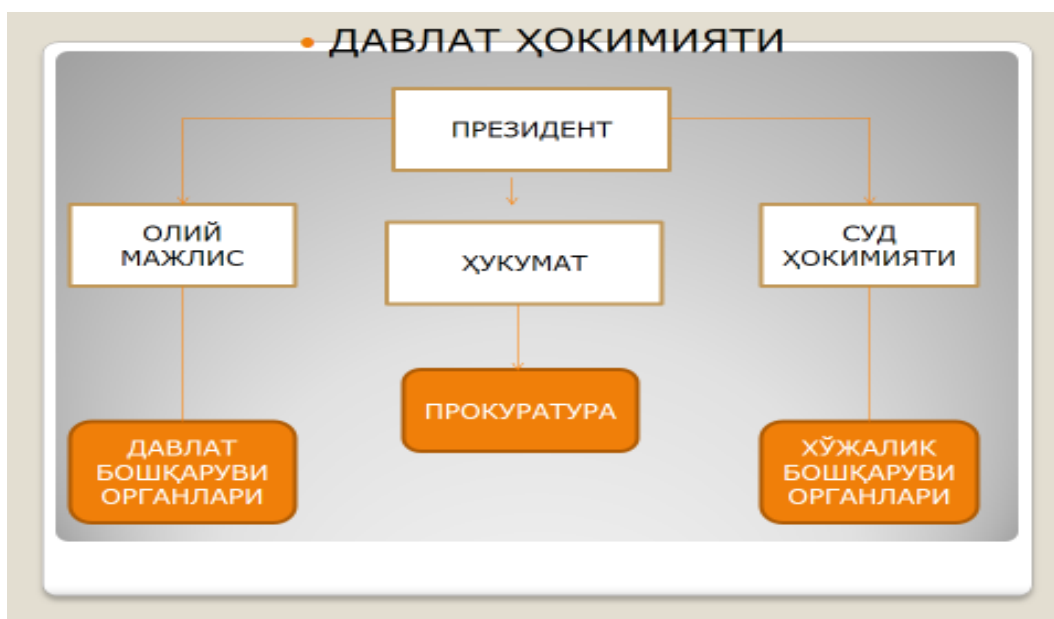 • ДАВЛАТ ҲОКИМИЯТИ
ПРЕЗИДЕНТ
ОЛИЙ
МАЖЛИС
ҲУКУМАТ
СУД
ҲОКИМИЯТИ
ПРОКУРАТУРА
ДАВЛАТ
БОШҚАРУВИ
ОРГАНЛАРИ
ХЎЖАЛИК
БОШҚАРУВИ
ОРГАНЛАРИ